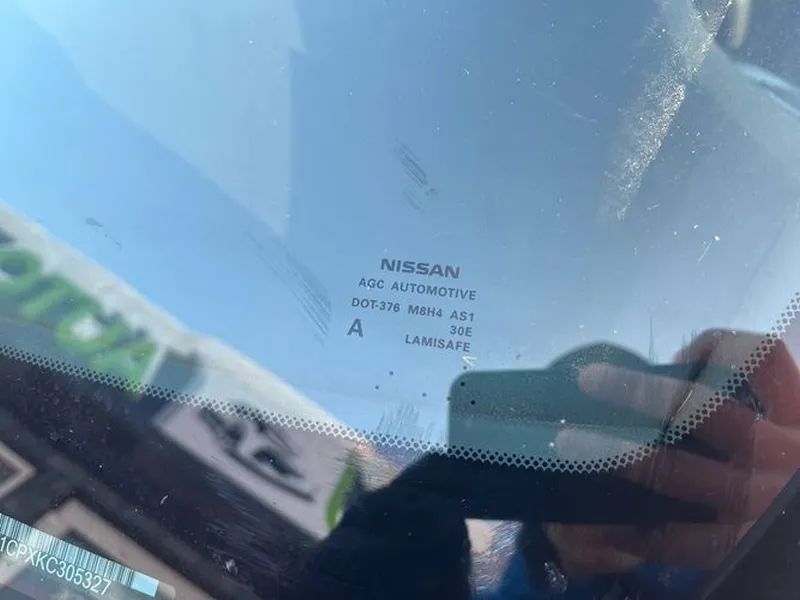 NISSAN
AGC AUTOMOTIVE
DOT-376 M8H4 AS1
30E
A
LAMISAFE
1CPXKC305327